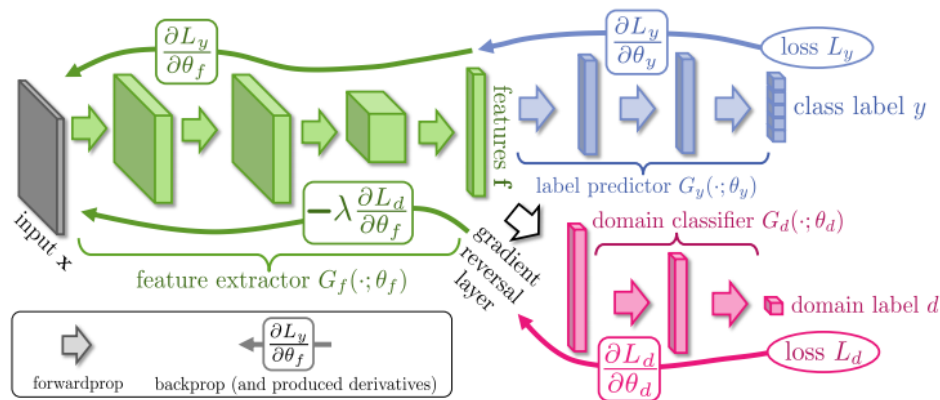 ∂L_y/∂θ_f
∂L_y/∂θ_y
loss L_y
features f
class label y
label predictor G_y(·; θ_y)
−λ ∂L_d/∂θ_f
input x
feature extractor G_f(·; θ_f)
gradient
reversal
layer
domain classifier G_d(·; θ_d)
domain label d
∂L_d/∂θ_d
loss L_d
∂L_y/∂θ_f
forwardprop
backprop (and produced derivatives)